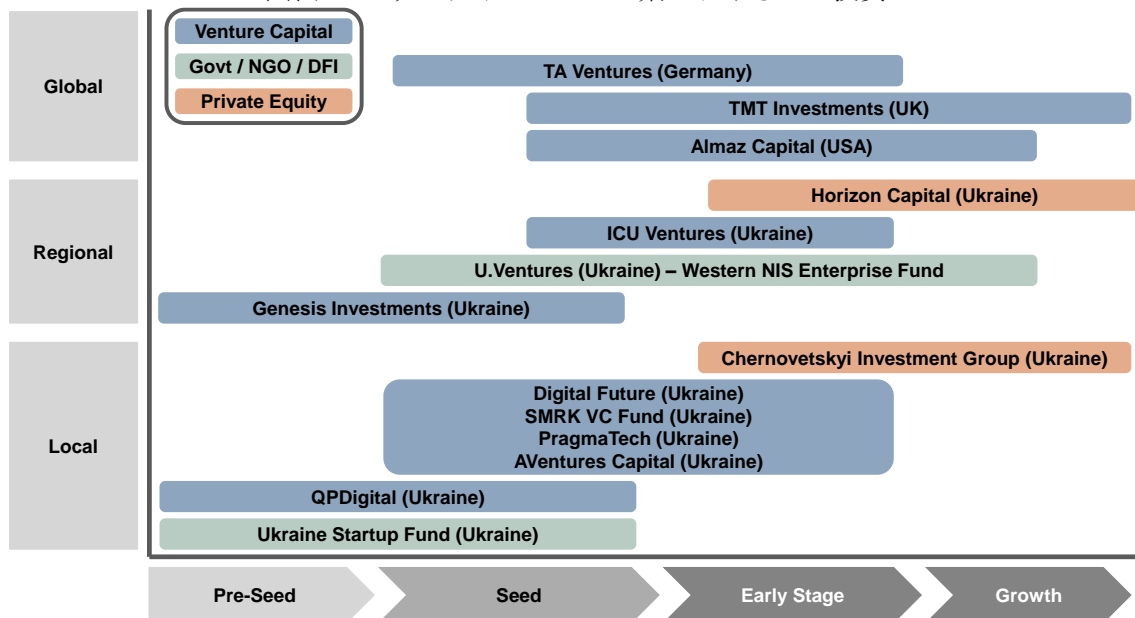 Venture Capital
Govt / NGO / DFI
Private Equity
Global
TA Ventures (Germany)
TMT Investments (UK)
Almaz Capital (USA)
Regional
Horizon Capital (Ukraine)
ICU Ventures (Ukraine)
U.Ventures (Ukraine) – Western NIS Enterprise Fund
Genesis Investments (Ukraine)
Local
Chernovetskyi Investment Group (Ukraine)
Digital Future (Ukraine)
SMRK VC Fund (Ukraine)
PragmaTech (Ukraine)
AVentures Capital (Ukraine)
QPDigital (Ukraine)
Ukraine Startup Fund (Ukraine)
Pre-Seed
Seed
Early Stage
Growth